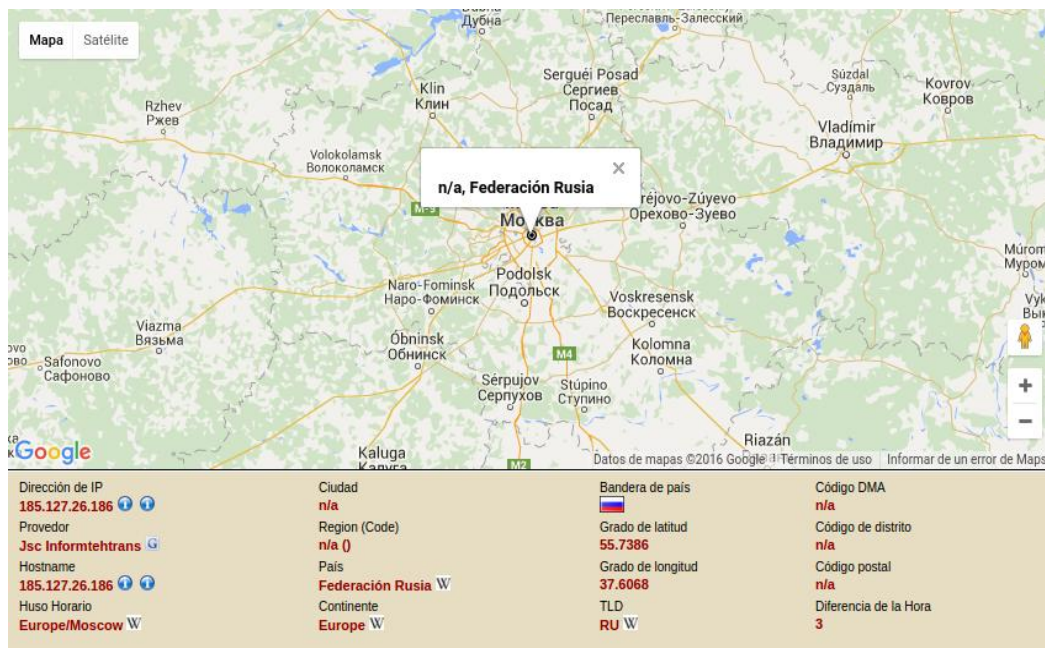 Дубна
Переславль-Залесский
Mapa Satélite
Serguéi Posad
Сергиев
Посад
Klin
Клин
Súzdal
Суздаль
Kovrov
Ковров
Rzhev
Ржев
Vladímir
Владимир
Volokolamsk
Волоколамск
n/a, Federación Rusia
M-9
Москва
réjovo-Zúyevo
Орехово-Зуево
Múrom
Муром
Podolsk
Подольск
Naro-Fominsk
Наро-Фоминск
Voskresensk
Воскресенск
Viazma
Вязьма
Óbninsk
Обнинск
M4
Kolomna
Коломна
Safonovo
Сафоново
Sérpujov
Серпухов
Stúpino
Ступино
Google
Kaluga
Калуга
M2
Riazán
Datos de mapas ©2016 Google Términos de uso Informar de un error de Maps
Dirección de IP Ciudad Bandera de país Código DMA
185.127.26.186 n/a n/a
Provedor Region (Code) Grado de latitud Código de distrito
Jsc Informtehtrans G n/a () 55.7386 n/a
Hostname País Grado de longitud Código postal
185.127.26.186 Federación Rusia W 37.6068 n/a
Huso Horario Continente TLD Diferencia de la Hora
Europe/Moscow W Europe W RU W 3